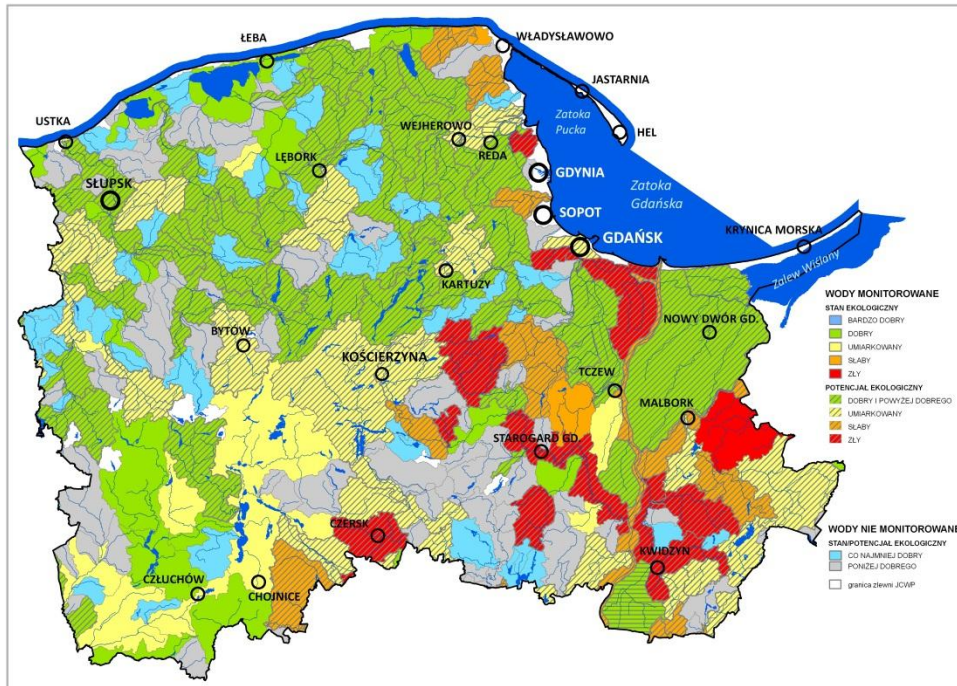 ŁEBA
WŁADYSŁAWOWO
JASTARNIA
USTKA
Zatoka
Pucka
HEL
WEJHEROWO
REDA
LĘBORK
GDYNIA
SŁUPSK
Zatoka
Gdańska
SOPOT
KRYNICA MORSKA
GDAŃSK
KARTUZY
Zalew Wiślany
WODY MONITOROWANE
STAN EKOLOGICZNY
BARDZO DOBRY
DOBRY
UMIARKOWANY
SŁABY
ZŁY
POTENCJAŁ EKOLOGICZNY
DOBRY I POWYŻEJ DOBREGO
UMIARKOWANY
SŁABY
ZŁY
NOWY DWÓR GD.
BYTÓW
KOŚCIERZYNA
TCZEW
MALBORK
STAROGARD GD.
CZERSK
KWIDZYN
CZŁUCHÓW
CHOJNICE
WODY NIE MONITOROWANE
STAN/POTENCJAŁ EKOLOGICZNY
CO NAJMNIEJ DOBRY
PONIŻEJ DOBREGO
granica zlewni JCWP